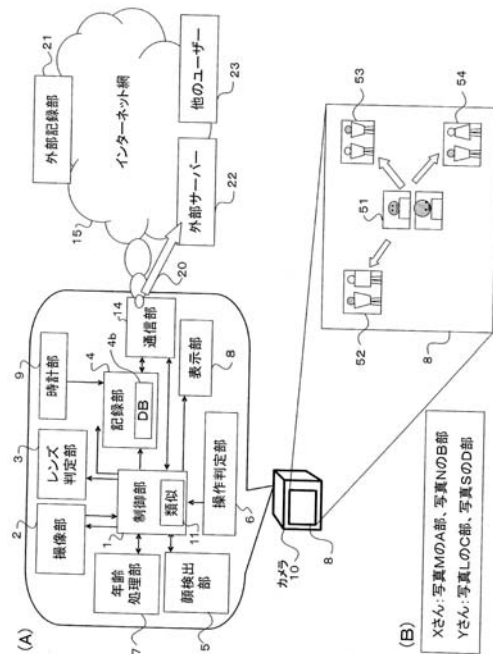 (A)
2
撮像部
3
レンズ
判定部
9
時計部
4
記録部
4b
DB
14
通信部
1
制御部
類似
11
7
年齢
処理部
5
顔検出
部
6
操作判定部
表示部
8
15
インターネット網
21
外部記録部
20
外部サーバー
22
他のユーザー
23
カメラ
10
8
(B)
Xさん:写真MのA部、写真NのB部
Yさん:写真LのC部、写真SのD部
51
52
53
54
8